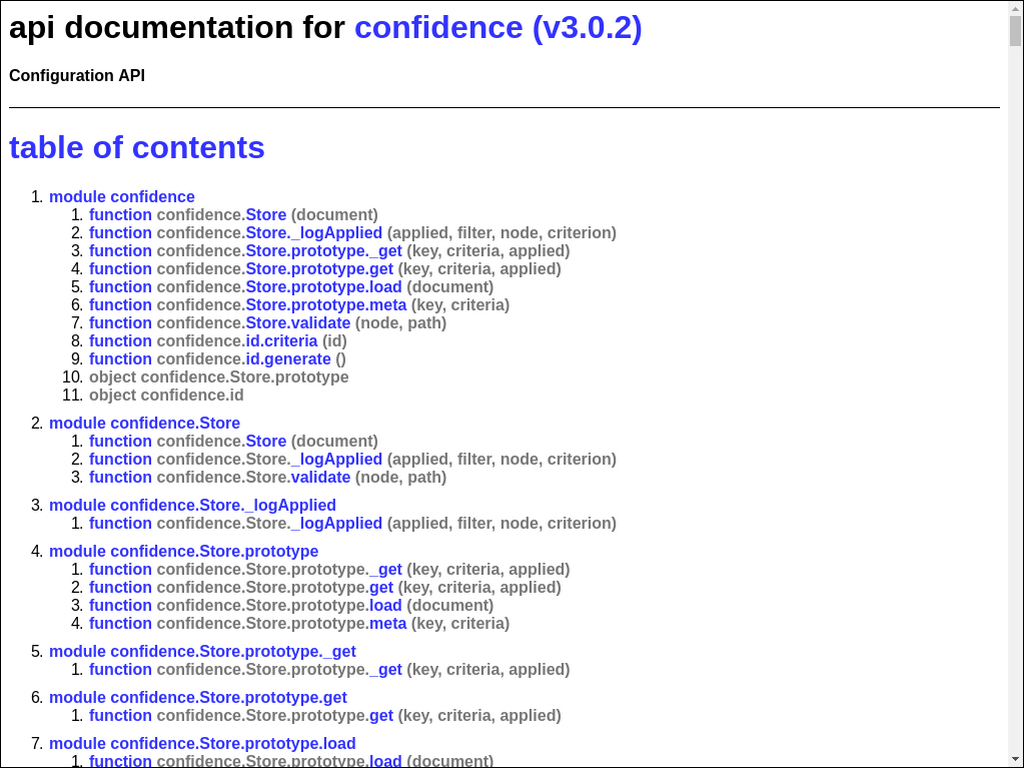 api documentation for confidence (v3.0.2)
Configuration API
table of contents
1. module confidence
1. function confidence.Store (document)
2. function confidence.Store._logApplied (applied, filter, node, criterion)
3. function confidence.Store.prototype._get (key, criteria, applied)
4. function confidence.Store.prototype.get (key, criteria, applied)
5. function confidence.Store.prototype.load (document)
6. function confidence.Store.prototype.meta (key, criteria)
7. function confidence.Store.validate (node, path)
8. function confidence.id.criteria (id)
9. function confidence.id.generate ()
10. object confidence.Store.prototype
11. object confidence.id
2. module confidence.Store
1. function confidence.Store (document)
2. function confidence.Store._logApplied (applied, filter, node, criterion)
3. function confidence.Store.validate (node, path)
3. module confidence.Store._logApplied
1. function confidence.Store._logApplied (applied, filter, node, criterion)
4. module confidence.Store.prototype
1. function confidence.Store.prototype._get (key, criteria, applied)
2. function confidence.Store.prototype.get (key, criteria, applied)
3. function confidence.Store.prototype.load (document)
4. function confidence.Store.prototype.meta (key, criteria)
5. module confidence.Store.prototype._get
1. function confidence.Store.prototype._get (key, criteria, applied)
6. module confidence.Store.prototype.get
1. function confidence.Store.prototype.get (key, criteria, applied)
7. module confidence.Store.prototype.load
1. function confidence.Store.prototype.load (document)